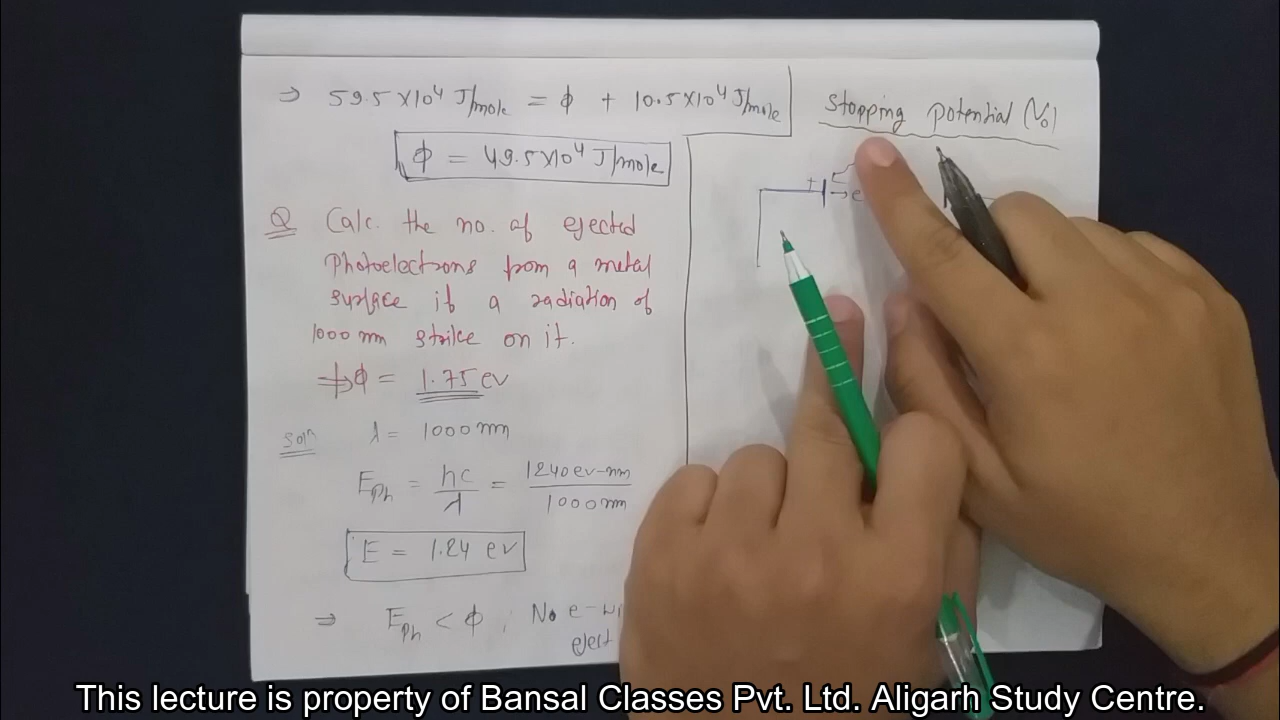 ⇒ 59.5×10⁴ J/mole = ϕ + 10.5×10⁴ J/mole
ϕ = 49.5×10⁴ J/mole
Q Calc. the no. of ejected
photoelectrons from a metal
surface if a radiation of
1000 nm strike on it.
⇒ ϕ = 1.75 ev
Solⁿ λ = 1000 nm
E_Ph = hc/λ = 1240 ev-nm/1000 nm
E = 1.24 ev
⇒ E_Ph < ϕ ; No e-
eject
Stopping potential (V₀)
+ e
This lecture is property of Bansal Classes Pvt. Ltd. Aligarh Study Centre.